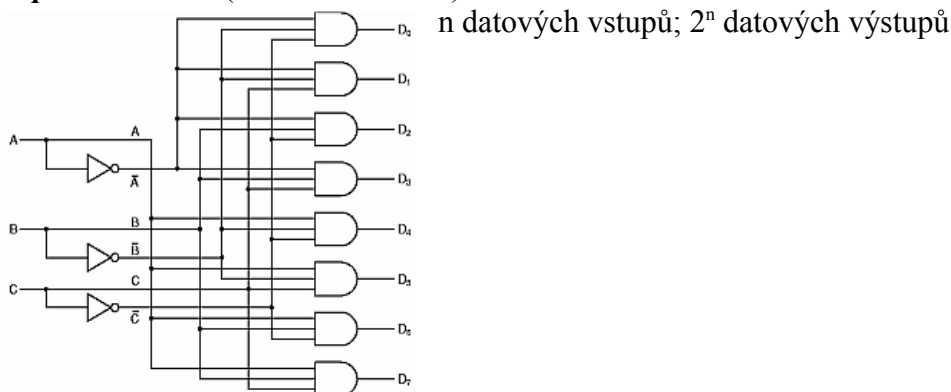 n datových vstupů; 2ⁿ datových výstupů
D₀
D₁
D₂
A
A
Ā
D₃
B
B
B̄
D₄
C
C
C̄
D₅
D₆
D₇